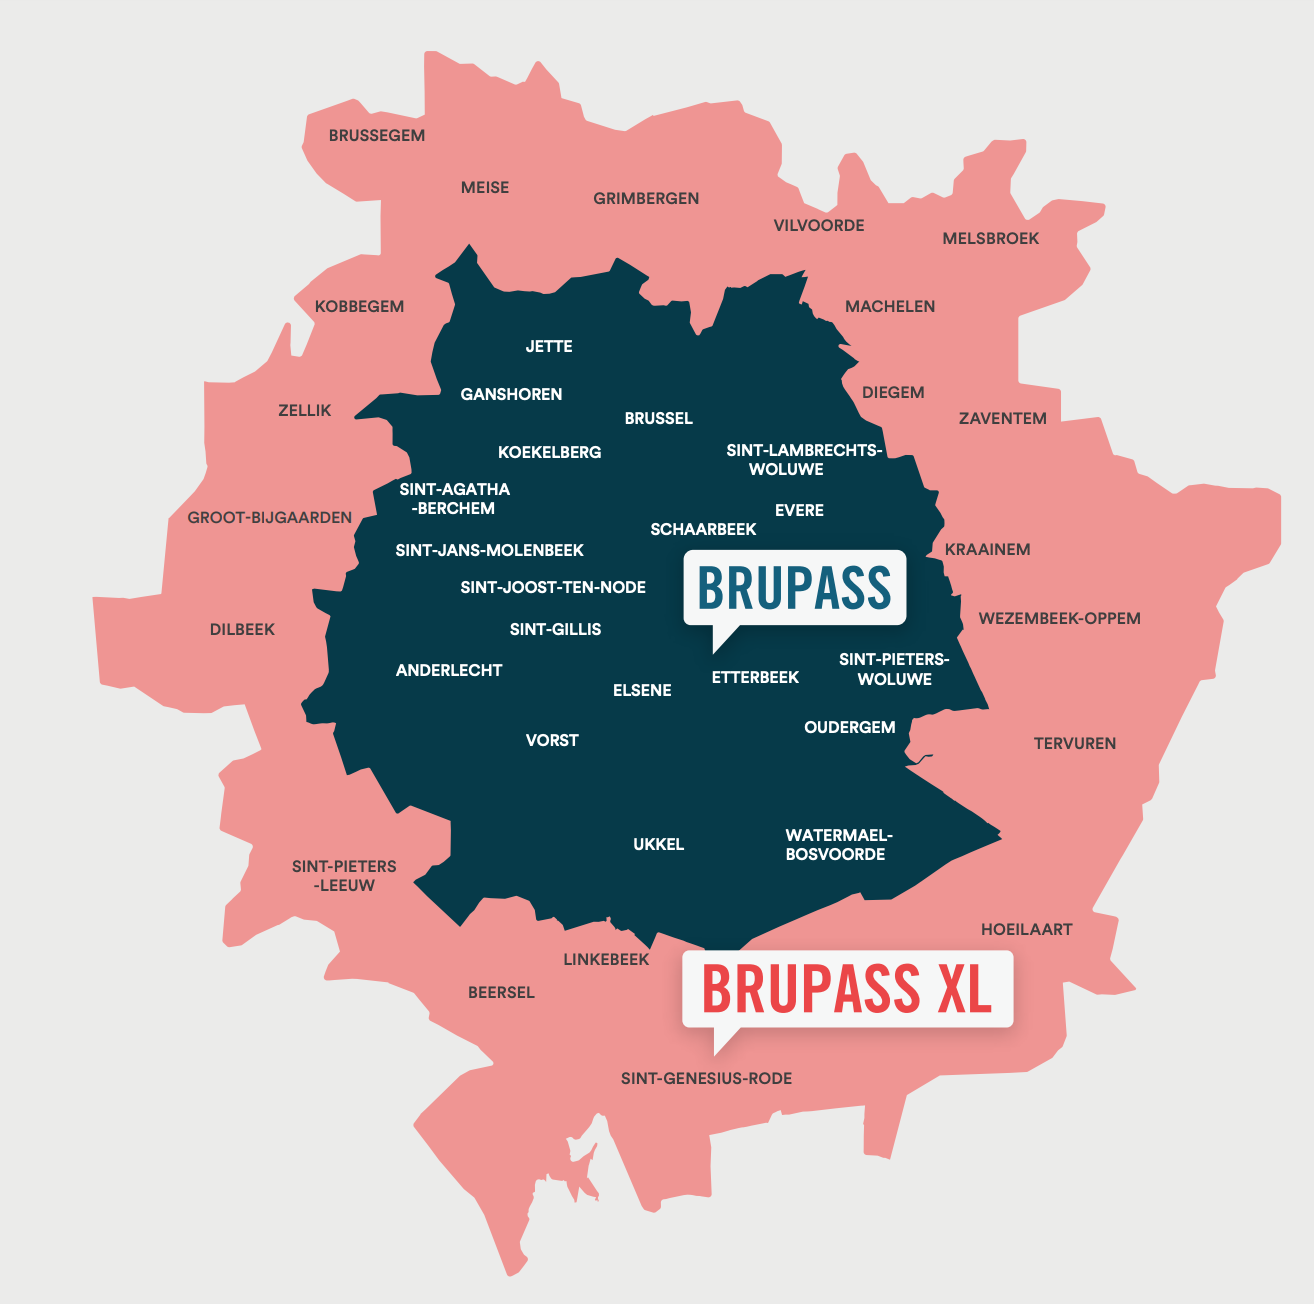 BRUSSEGEM
MEISE
GRIMBERGEN
VILVOORDE
MELSBROEK
KOBBEGEM
MACHELEN
JETTE
GANSHOREN
DIEGEM
ZELLIK
BRUSSEL
ZAVENTEM
KOEKELBERG
SINT-LAMBRECHTS-
WOLUWE
SINT-AGATHA
-BERCHEM
EVERE
GROOT-BIJGAARDEN
SCHAARBEEK
SINT-JANS-MOLENBEEK
KRAAINEM
SINT-JOOST-TEN-NODE
BRUPASS
WEZEMBEEK-OPPEM
DILBEEK
SINT-GILLIS
SINT-PIETERS-
WOLUWE
ANDERLECHT
ETTERBEEK
ELSENE
OUDERGEM
VORST
TERVUREN
UKKEL
WATERMAEL-
BOSVOORDE
SINT-PIETERS
-LEEUW
HOEILAART
LINKEBEEK
BEERSEL
BRUPASS XL
SINT-GENESIUS-RODE